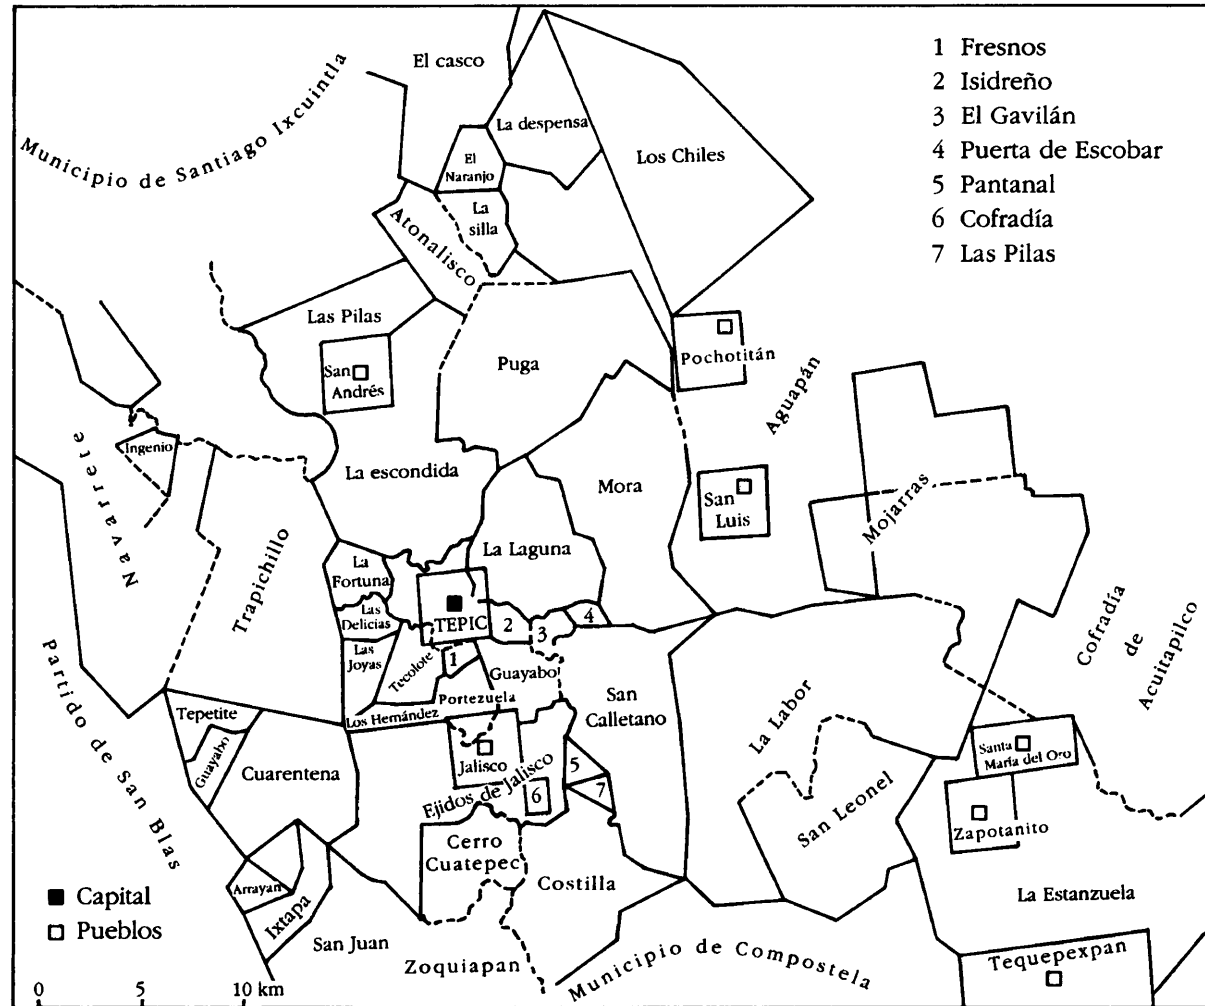 El casco
1 Fresnos
2 Isidreño
3 El Gavilán
4 Puerta de Escobar
5 Pantanal
6 Cofradía
7 Las Pilas
Municipio de Santiago Ixcuintla
La despensa
Los Chiles
El
Naranjo
La
silla
Atonalisco
Las Pilas
San
Andrés
Puga
Pochotitán
Aguapán
Navarrete
Ingenio
La escondida
Mora
San
Luis
Mojarras
Trapichillo
La
Fortuna
La Laguna
Las
Delicias
TEPIC
2
3
4
Las
Joyas
Tecolote
1
Guayabo
Portezuela
Los Hernández
San
Calletano
Cofradía
de
Acuitapilco
Partido de San Blas
Tepetite
Guayabo
Cuarentena
Jalisco
Ejidos de Jalisco
5
6
7
La Labor
San Leonel
Santa
María del Oro
Zapotanito
Cerro
Cuatepec
Costilla
La Estanzuela
Arrayan
Ixtapa
San Juan
Zoquiapan
Municipio de Compostela
Tequepexpan
Capital
Pueblos
0 5 10 km